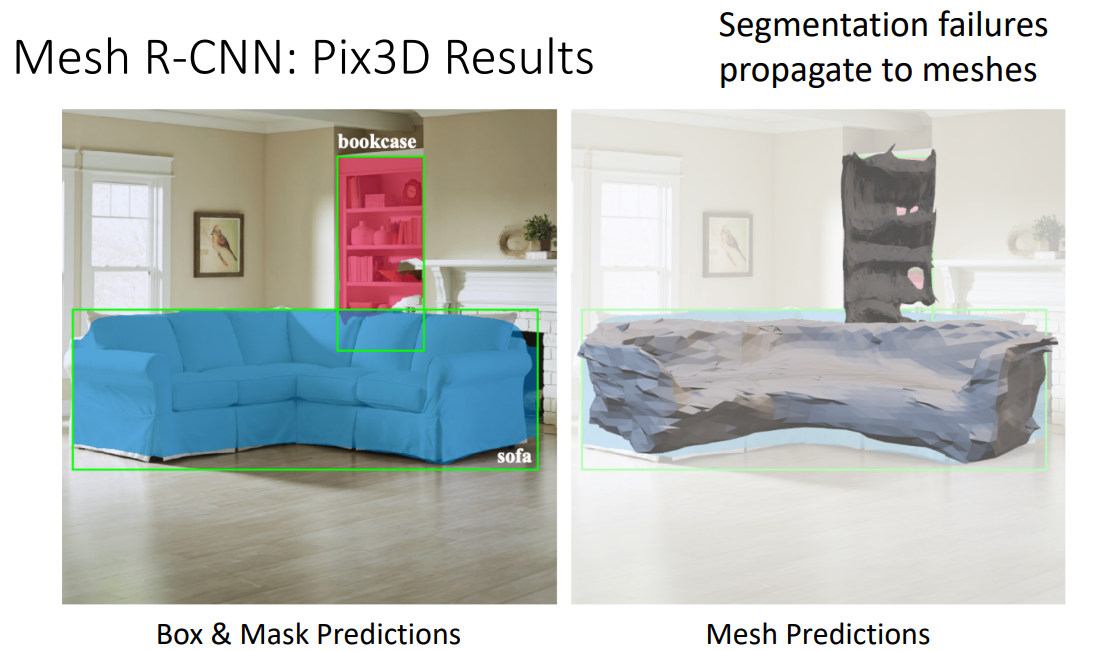 Mesh R-CNN: Pix3D Results
Segmentation failures
propagate to meshes
bookcase
sofa
Box & Mask Predictions
Mesh Predictions